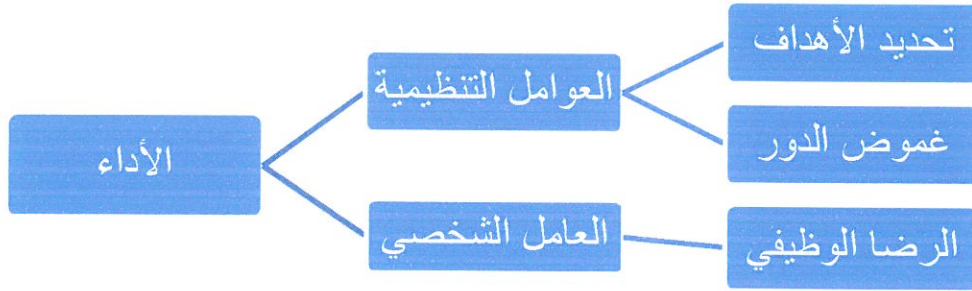 تحديد الأهداف
العوامل التنظيمية
غموض الدور
الأداء
العامل الشخصي
الرضا الوظيفي